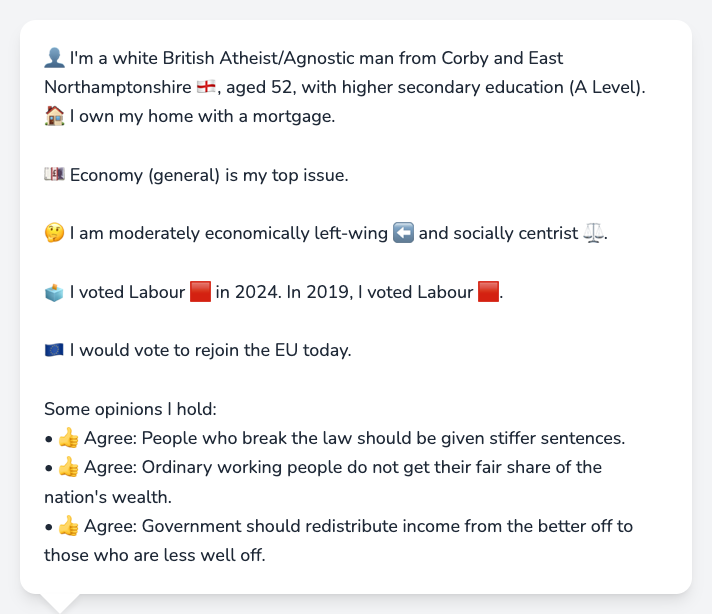 👤 I'm a white British Atheist/Agnostic man from Corby and East
Northamptonshire 🏴󠁧󠁢󠁥󠁮󠁧󠁿, aged 52, with higher secondary education (A Level).
🏠 I own my home with a mortgage.
💷 Economy (general) is my top issue.
🤔 I am moderately economically left-wing ⬅️ and socially centrist ⚖️.
🗳️ I voted Labour 🟥 in 2024. In 2019, I voted Labour 🟥.
🇪🇺 I would vote to rejoin the EU today.
Some opinions I hold:
• 👍 Agree: People who break the law should be given stiffer sentences.
• 👍 Agree: Ordinary working people do not get their fair share of the
nation's wealth.
• 👍 Agree: Government should redistribute income from the better off to
those who are less well off.